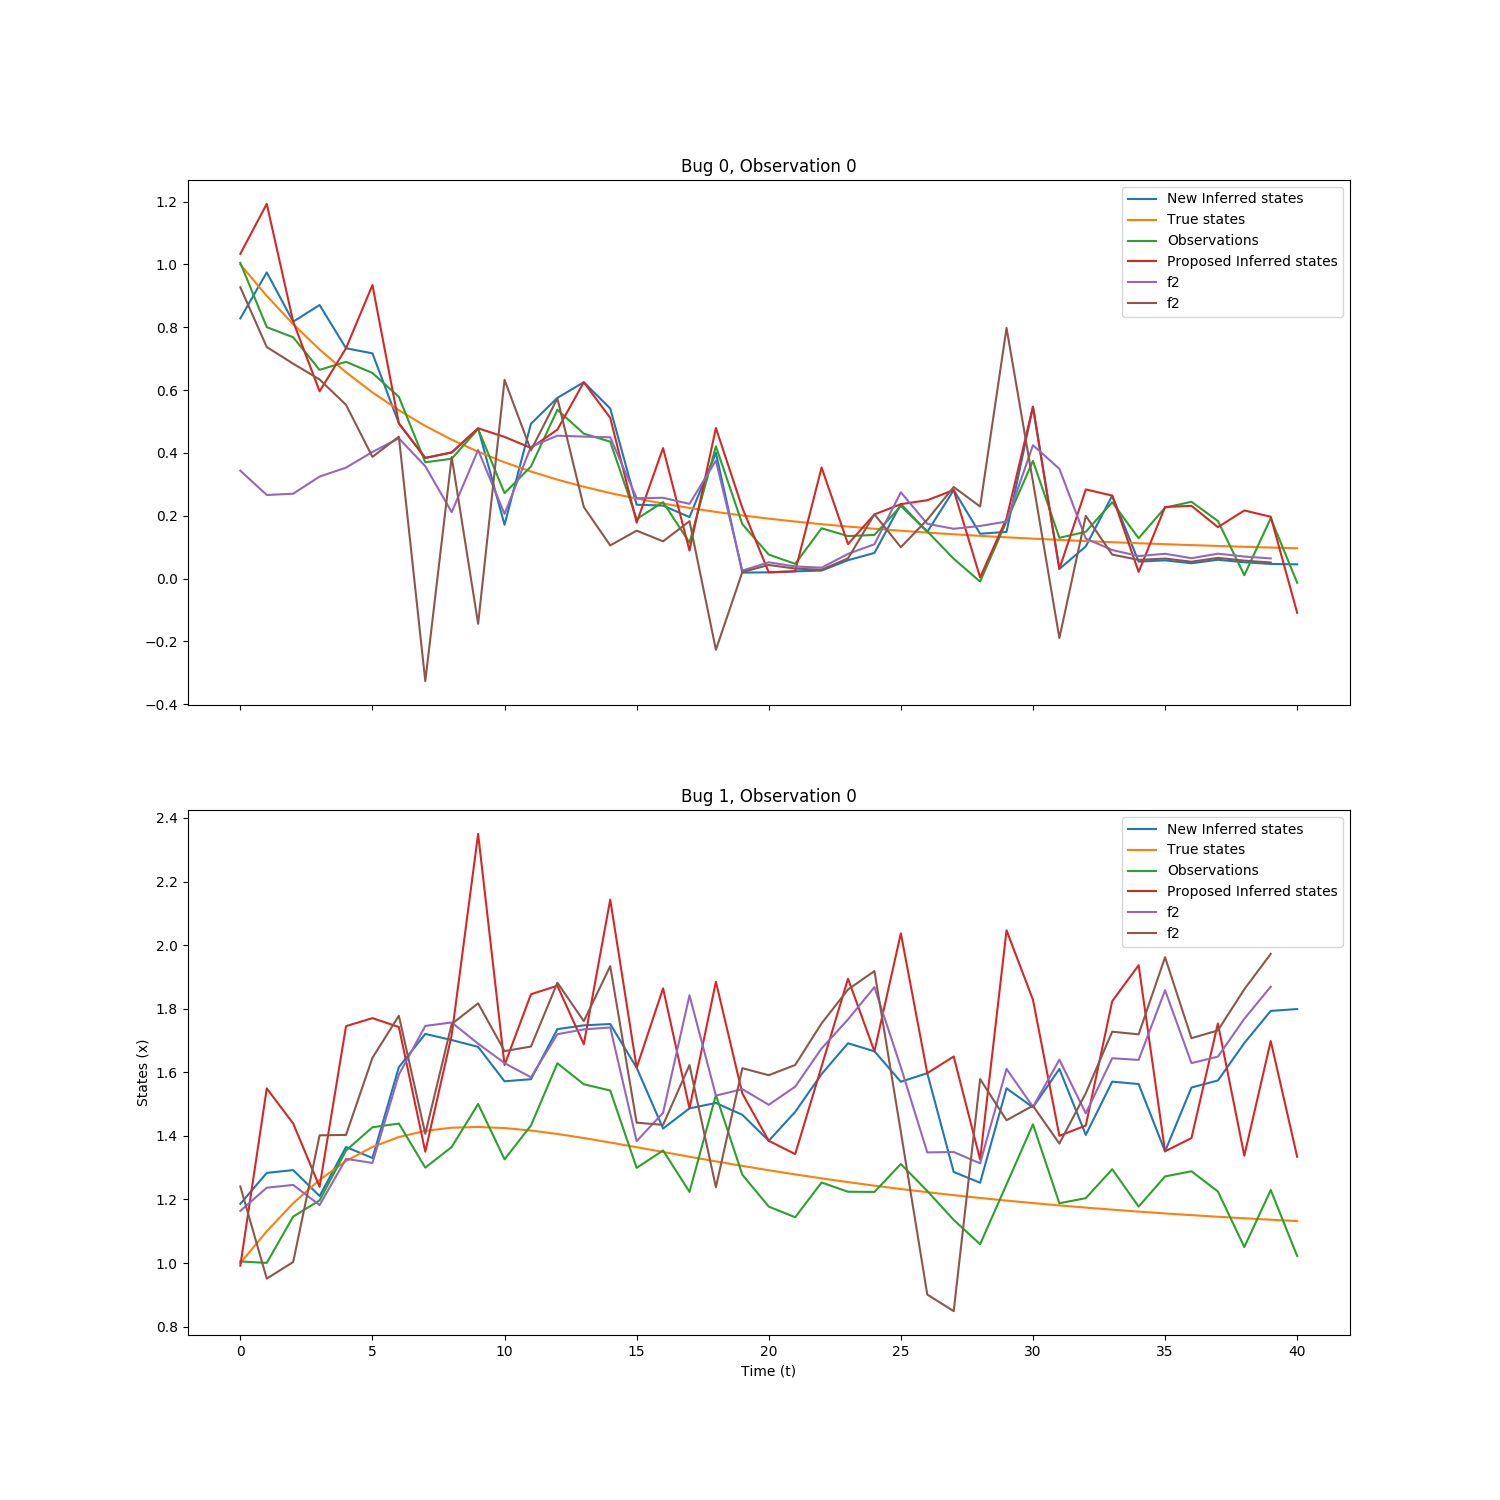 Bug 0, Observation 0
1.2
1.0
0.8
0.6
0.4
0.2
0.0
−0.2
−0.4
New Inferred states
True states
Observations
Proposed Inferred states
f2
f2
Bug 1, Observation 0
2.4
2.2
2.0
1.8
1.6
1.4
1.2
1.0
0.8
States (x)
New Inferred states
True states
Observations
Proposed Inferred states
f2
f2
0 5 10 15 20 25 30 35 40
Time (t)